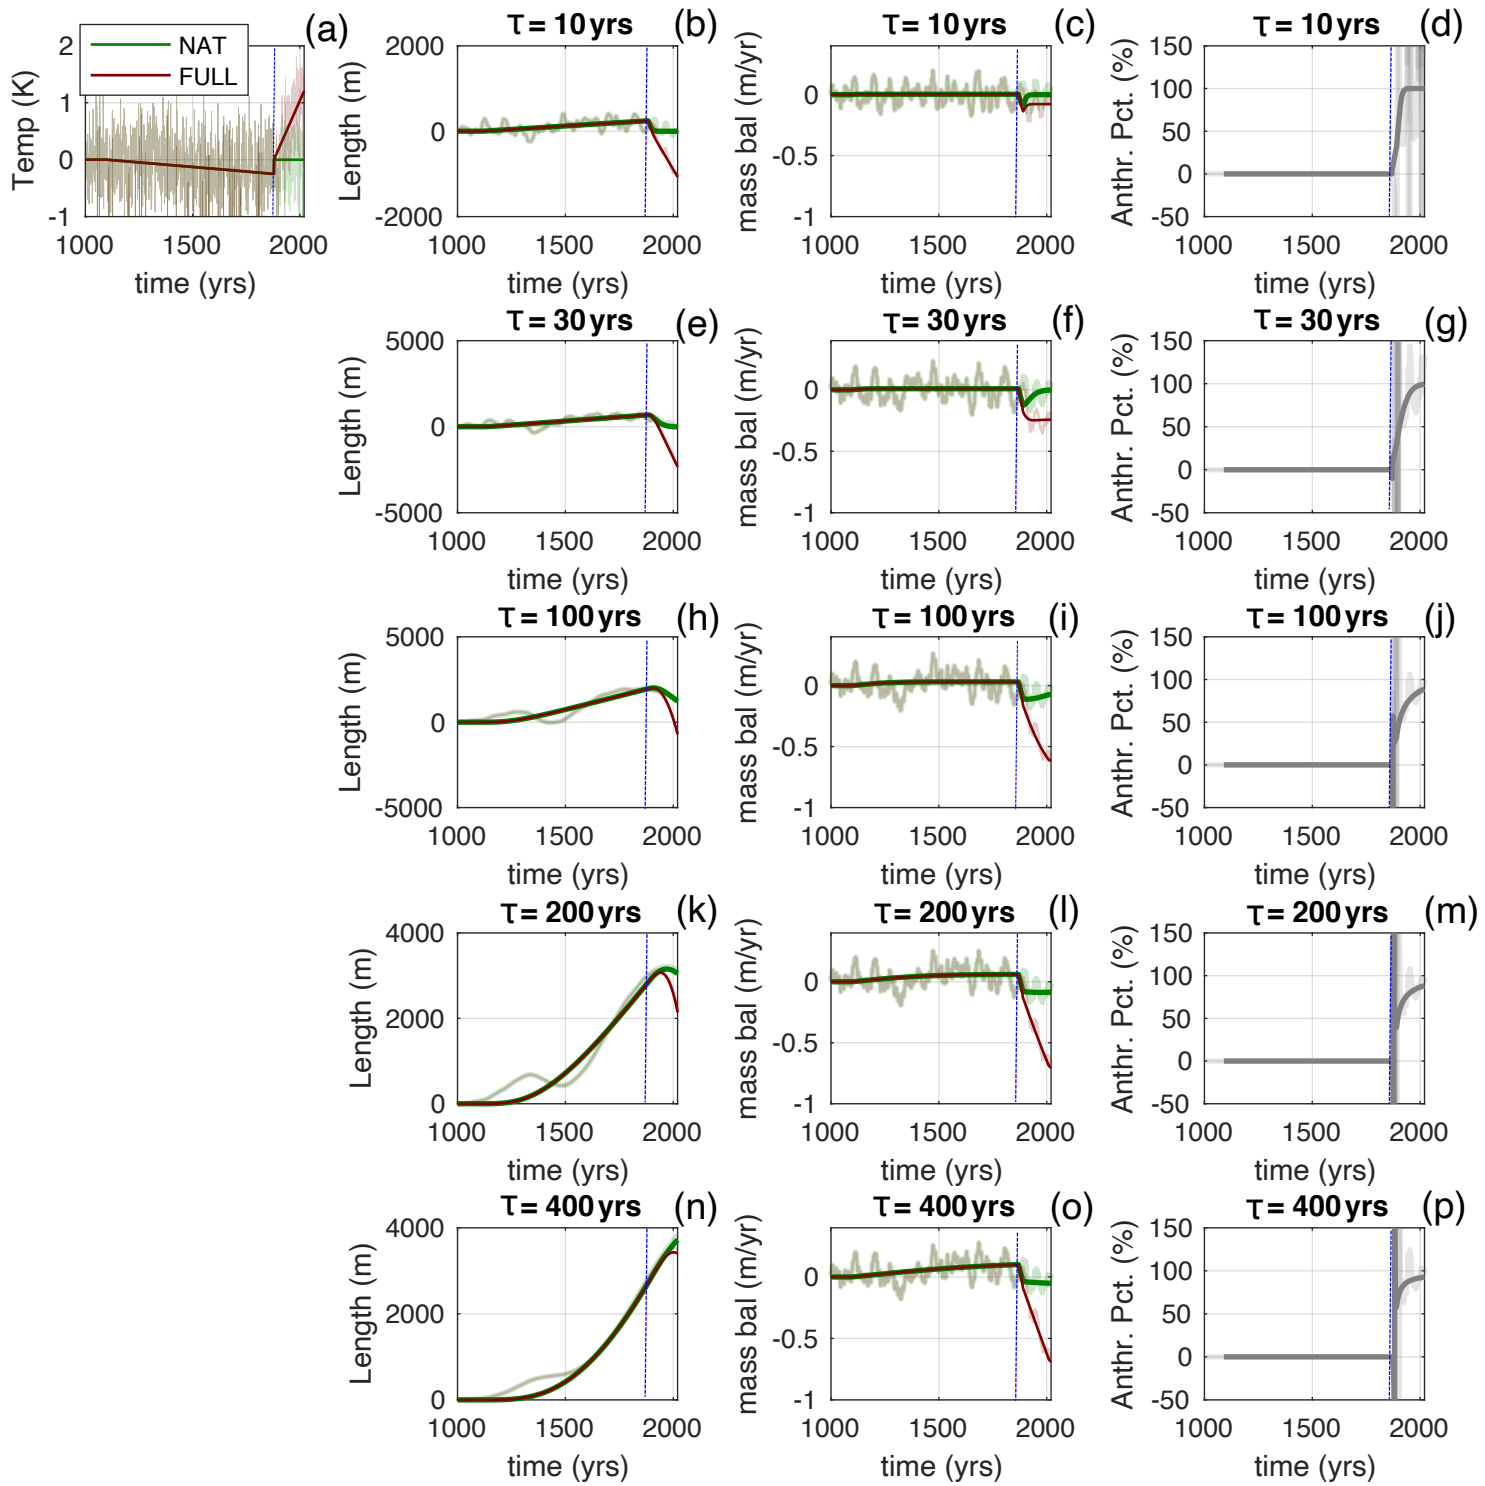 NAT
FULL
(a)
Temp (K)
2
1
0
-1
1000 1500 2000
time (yrs)
τ = 10 yrs (b)
Length (m)
2000
0
-2000
1000 1500 2000
time (yrs)
τ = 10 yrs (c)
mass bal (m/yr)
0
-0.5
-1
1000 1500 2000
time (yrs)
τ = 10 yrs (d)
Anthr. Pct. (%)
150
100
50
0
-50
1000 1500 2000
time (yrs)
τ = 30 yrs (e)
Length (m)
5000
0
-5000
1000 1500 2000
time (yrs)
τ = 30 yrs (f)
mass bal (m/yr)
0
-0.5
-1
1000 1500 2000
time (yrs)
τ = 30 yrs (g)
Anthr. Pct. (%)
150
100
50
0
-50
1000 1500 2000
time (yrs)
τ = 100 yrs (h)
Length (m)
5000
0
-5000
1000 1500 2000
time (yrs)
τ = 100 yrs (i)
mass bal (m/yr)
0
-0.5
-1
1000 1500 2000
time (yrs)
τ = 100 yrs (j)
Anthr. Pct. (%)
150
100
50
0
-50
1000 1500 2000
time (yrs)
τ = 200 yrs (k)
Length (m)
4000
2000
0
1000 1500 2000
time (yrs)
τ = 200 yrs (l)
mass bal (m/yr)
0
-0.5
-1
1000 1500 2000
time (yrs)
τ = 200 yrs (m)
Anthr. Pct. (%)
150
100
50
0
-50
1000 1500 2000
time (yrs)
τ = 400 yrs (n)
Length (m)
4000
2000
0
1000 1500 2000
time (yrs)
τ = 400 yrs (o)
mass bal (m/yr)
0
-0.5
-1
1000 1500 2000
time (yrs)
τ = 400 yrs (p)
Anthr. Pct. (%)
150
100
50
0
-50
1000 1500 2000
time (yrs)